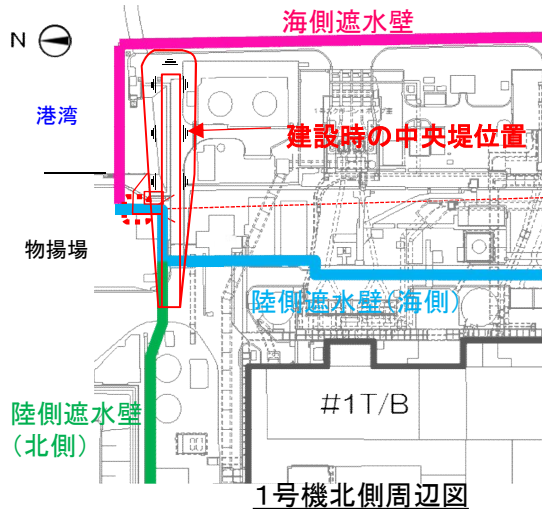 海側遮水壁
N
港湾
建設時の中央堤位置
物揚場
陸側遮水壁(海側)
陸側遮水壁
(北側)
#1T/B
1号機北側周辺図